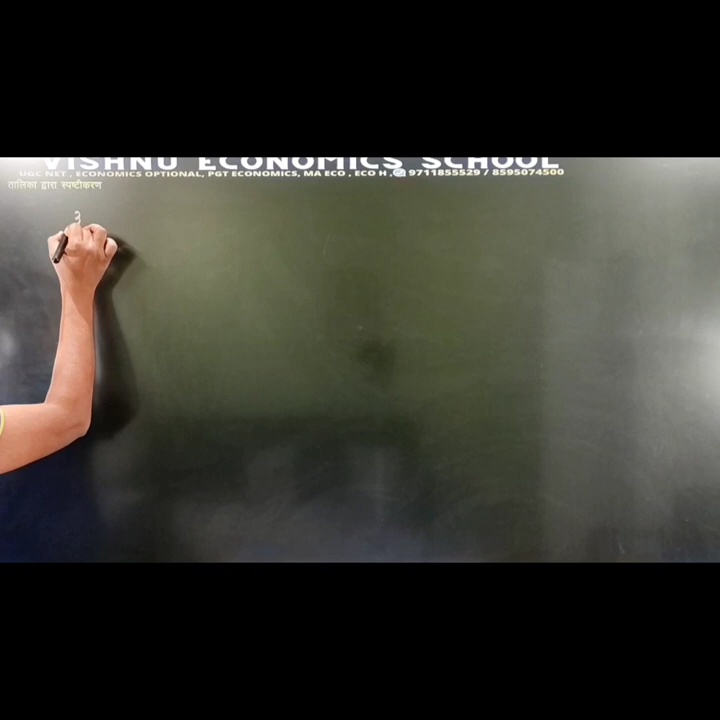 VISHNU ECONOMICS SCHOOL
UGC NET , ECONOMICS OPTIONAL, PGT ECONOMICS, MA ECO , ECO H , 9711855529 / 8595074500
तालिका द्वारा स्पष्टीकरण